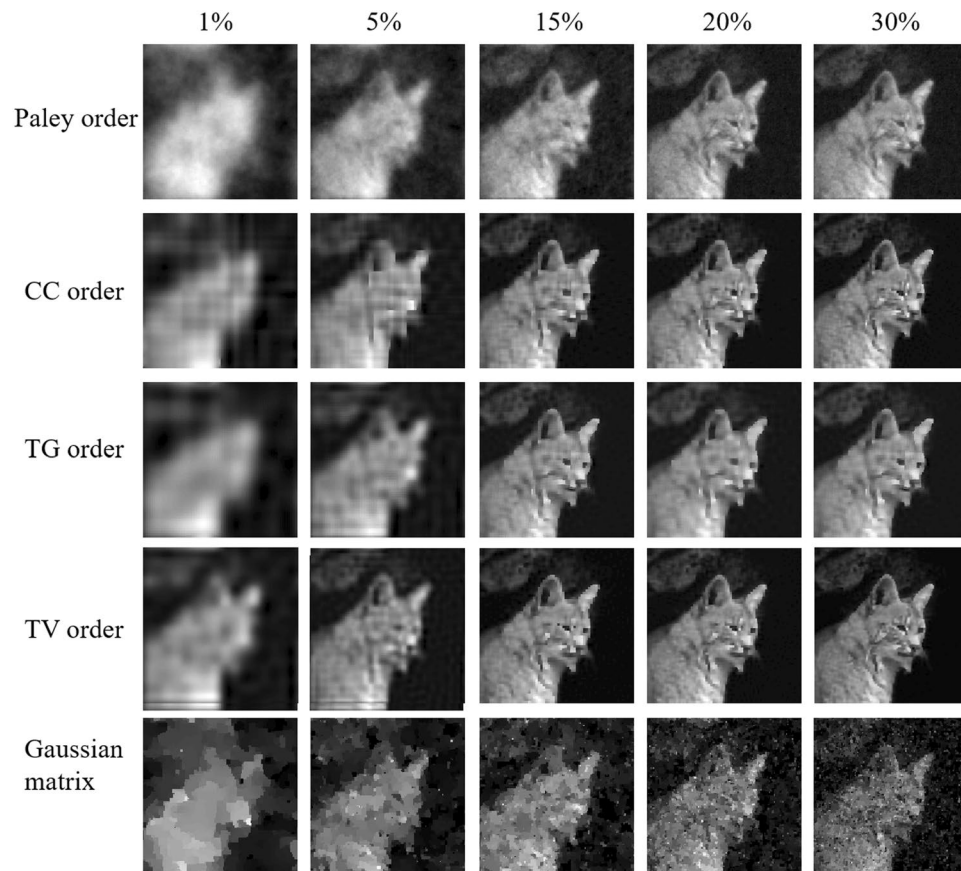 1% 5% 15% 20% 30%
Paley order
CC order
TG order
TV order
Gaussian
matrix